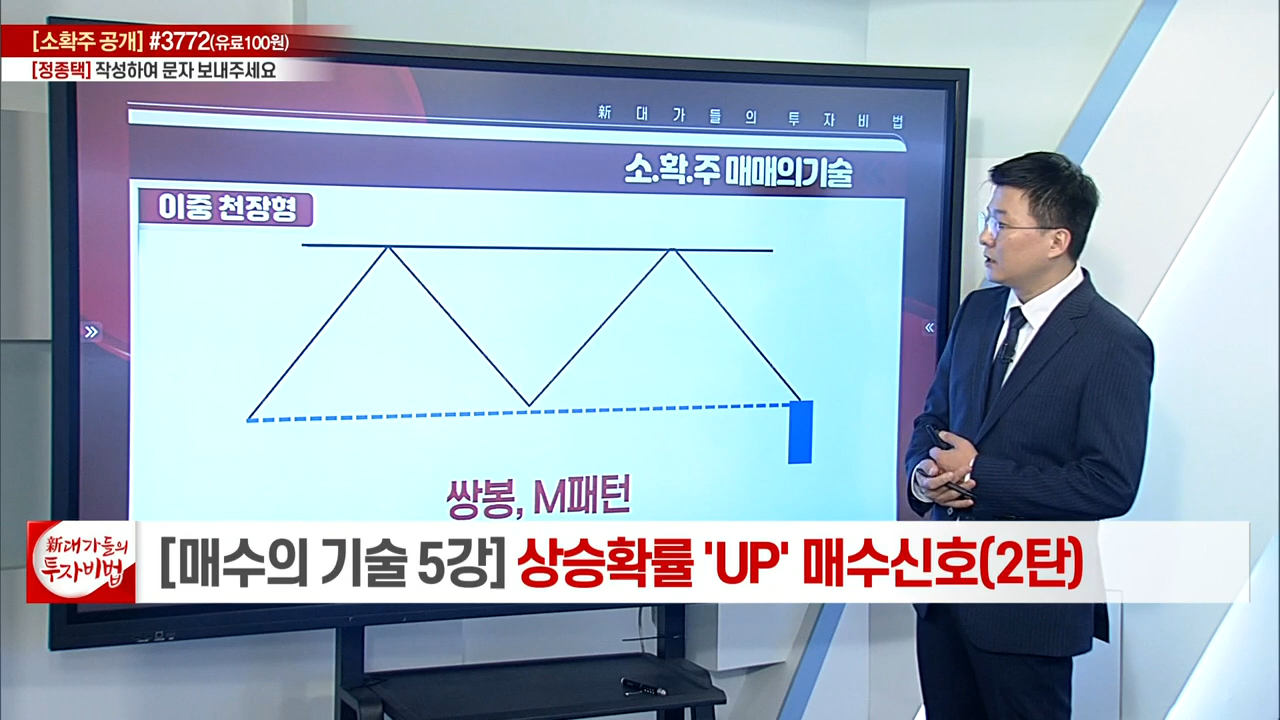 [소확주 공개] #3772(유료100원)
[정종택] 작성하여 문자 보내주세요
新 대 가 들 의 투 자 비 법
소.확.주 매매의기술
이중 천장형
쌍봉, M패턴
新대가들의
투자비법
[매수의 기술 5강] 상승확률 'UP' 매수신호(2탄)